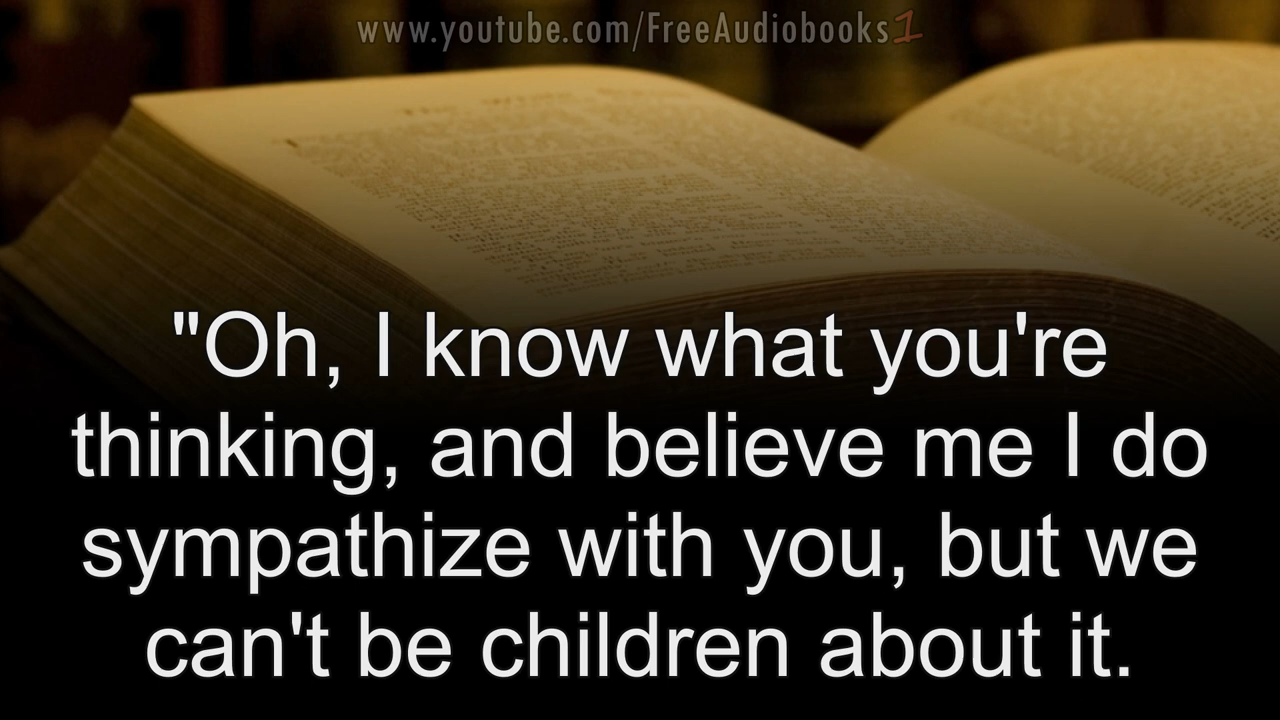 www.youtube.com/FreeAudiobooks1
"Oh, I know what you're
thinking, and believe me I do
sympathize with you, but we
can't be children about it.